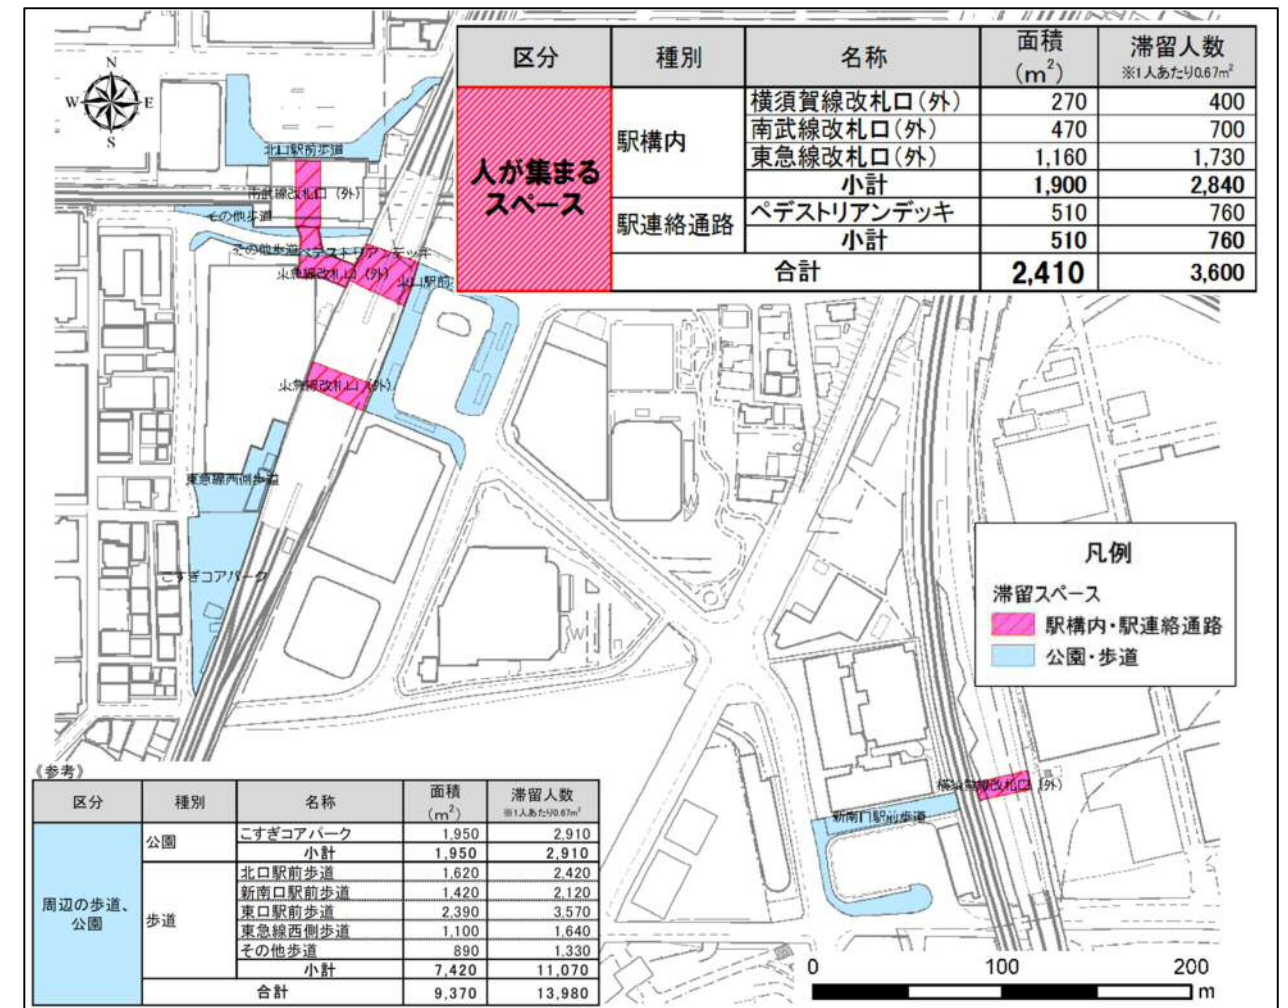 区分 種別 名称 面積（m²） 滞留人数 ※1人あたり0.67m²
人が集まるスペース
駅構内
横須賀線改札口（外） 270 400
南武線改札口（外） 470 700
東急線改札口（外） 1,160 1,730
小計 1,900 2,840
駅連絡通路
ペデストリアンデッキ 510 760
小計 510 760
合計 2,410 3,600
N
W E
S
北口駅前歩道
南武線改札口（外）
その他歩道
その他歩道
ペデストリアンデッキ
東急線改札口（外）
東口駅前
東急線改札口（外）
東急線西側歩道
こすぎコアパーク
凡例
滞留スペース
駅構内・駅連絡通路
公園・歩道
横須賀線改札口（外）
新南口駅前歩道
《参考》
区分 種別 名称 面積（m²） 滞留人数 ※1人あたり0.67m²
周辺の歩道、公園
公園
こすぎコアパーク 1,950 2,910
小計 1,950 2,910
歩道
北口駅前歩道 1,620 2,420
新南口駅前歩道 1,420 2,120
東口駅前歩道 2,390 3,570
東急線西側歩道 1,100 1,640
その他歩道 890 1,330
小計 7,420 11,070
合計 9,370 13,980
0 100 200
m